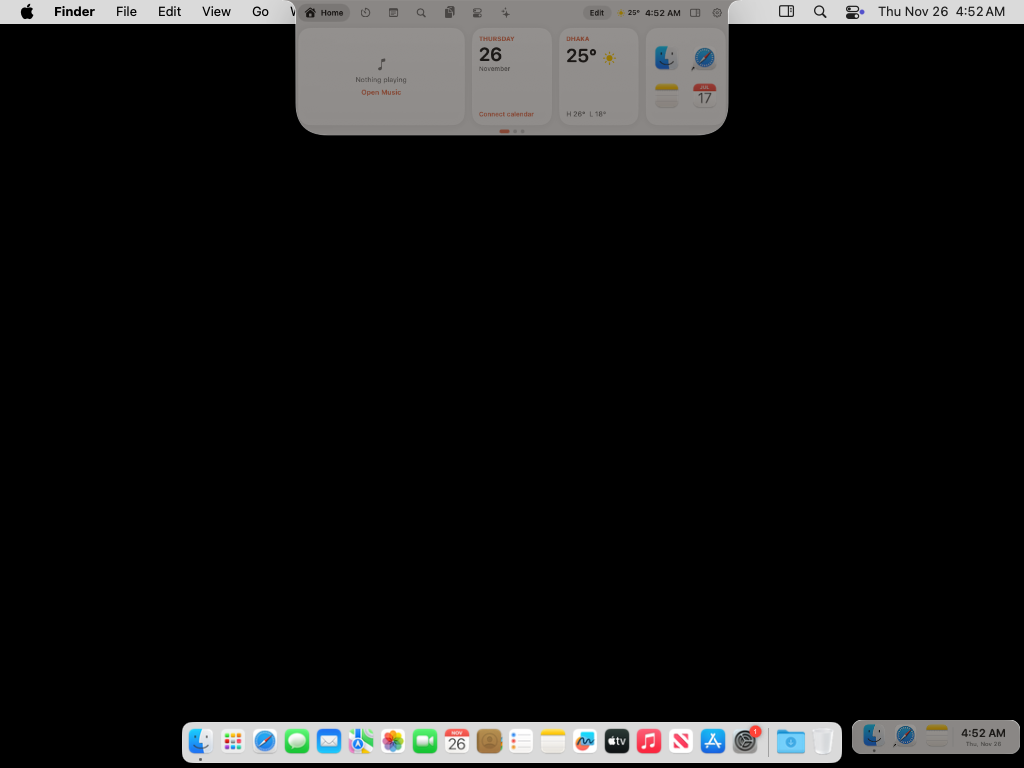 Finder File Edit View Go
Home
Edit 25° 4:52 AM
Thu Nov 26 4:52 AM
Nothing playing
Open Music
THURSDAY
26
November
Connect calendar
DHAKA
25°
H 26° L 18°
JUL
17
NOV
26
tv
1
4:52 AM
Thu, Nov 26